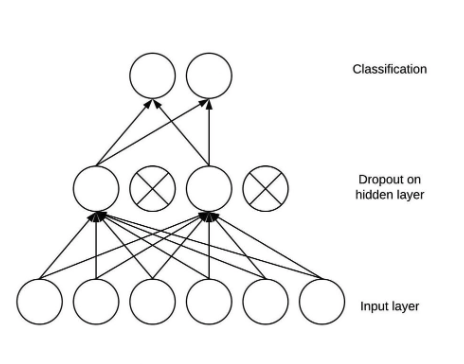 Classification
Dropout on
hidden layer
Input layer